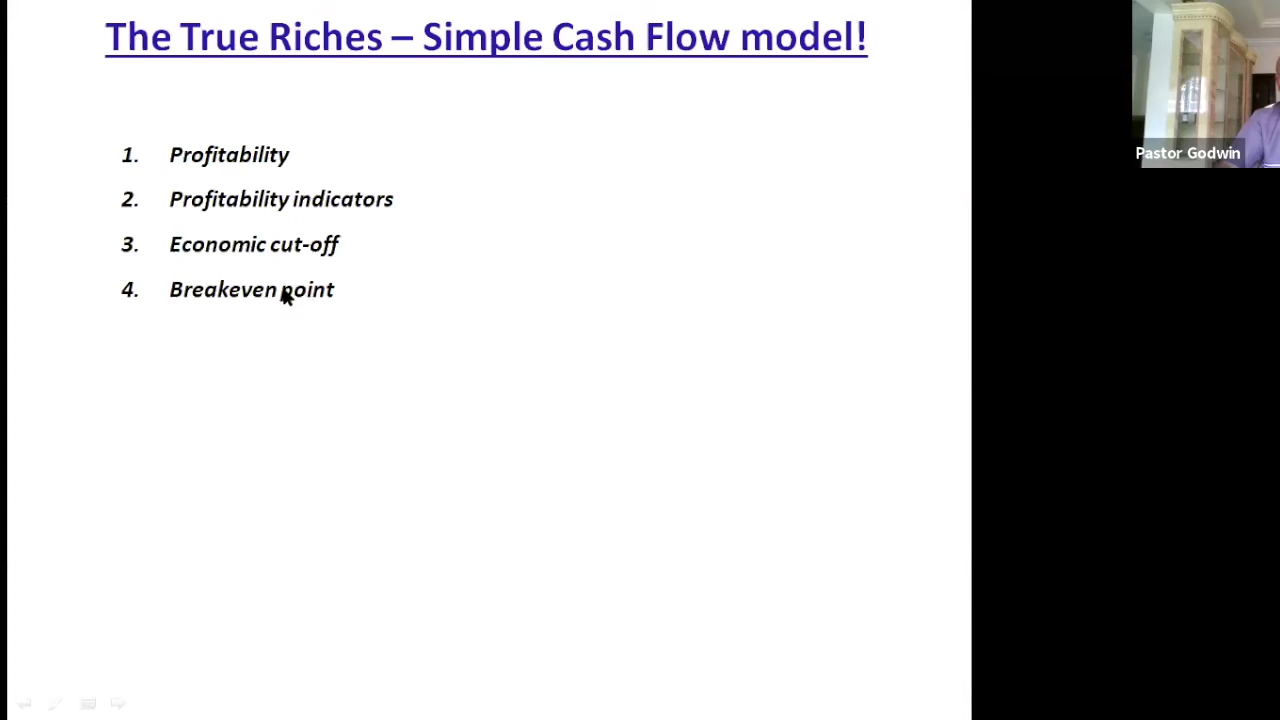 The True Riches – Simple Cash Flow model!
1. Profitability
2. Profitability indicators
3. Economic cut-off
4. Breakeven point
Pastor Godwin